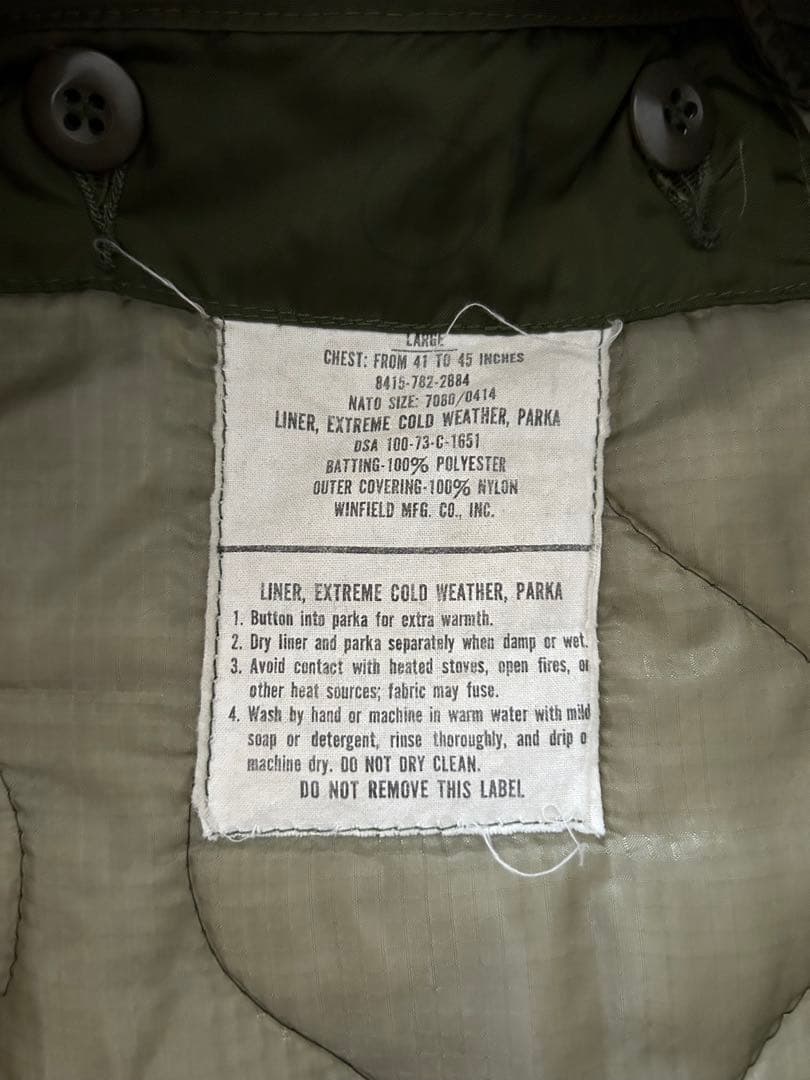 LARGE
CHEST: FROM 41 TO 45 INCHES
8415-782-2884
NATO SIZE: 7080/0414
LINER, EXTREME COLD WEATHER, PARKA
DSA 100-73-C-1651
BATTING-100% POLYESTER
OUTER COVERING-100% NYLON
WINFIELD MFG. CO., INC.
LINER, EXTREME COLD WEATHER, PARKA
1. Button into parka for extra warmth.
2. Dry liner and parka separately when damp or wet.
3. Avoid contact with heated stoves, open fires, or
other heat sources; fabric may fuse.
4. Wash by hand or machine in warm water with mild
soap or detergent, rinse thoroughly, and drip o
machine dry. DO NOT DRY CLEAN.
DO NOT REMOVE THIS LABEL